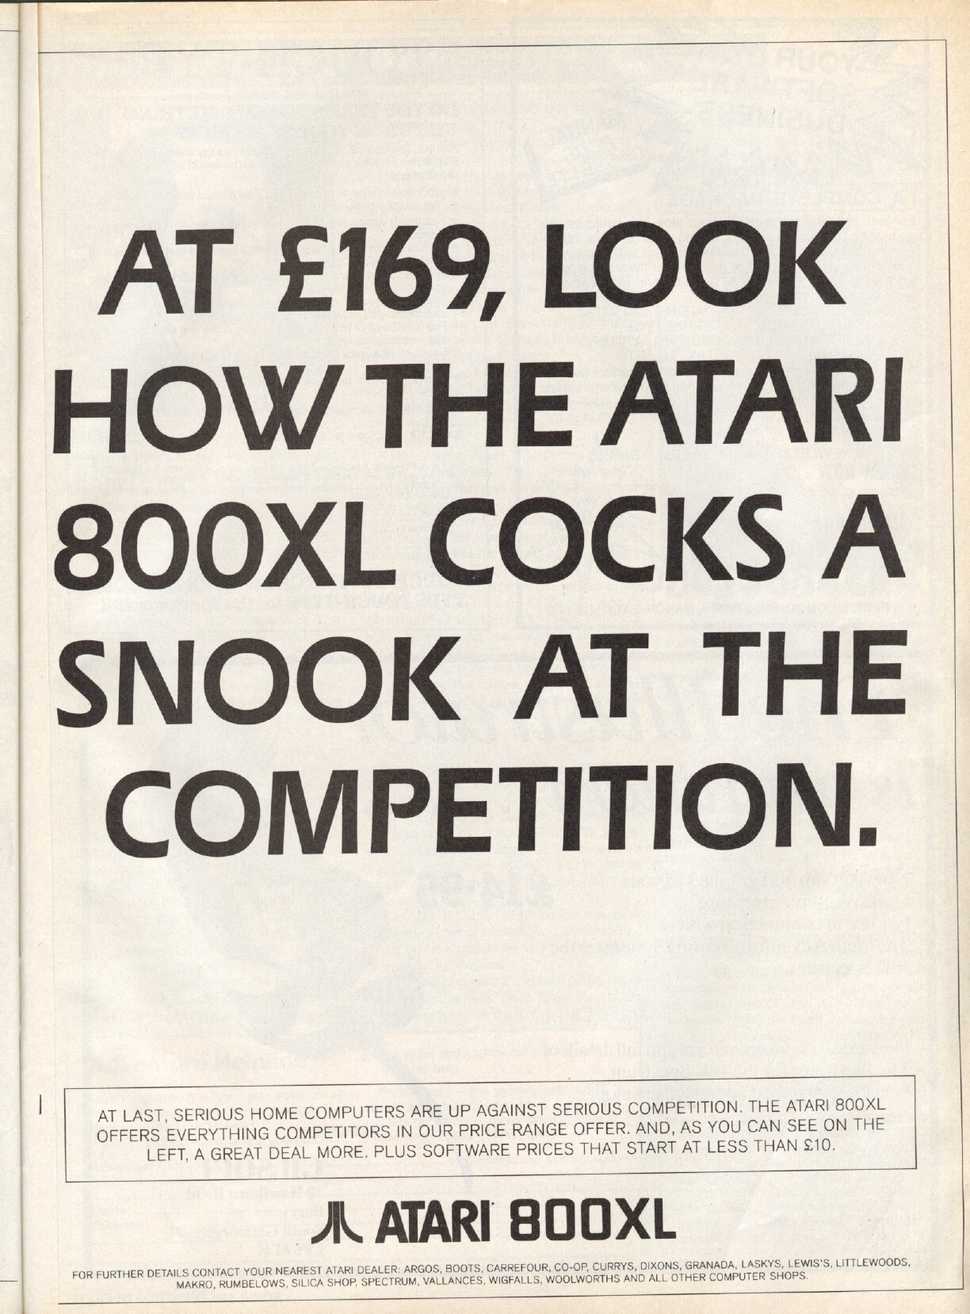 AT £169, LOOK
HOW THE ATARI
800XL COCKS A
SNOOK AT THE
COMPETITION.
AT LAST, SERIOUS HOME COMPUTERS ARE UP AGAINST SERIOUS COMPETITION. THE ATARI 800XL
OFFERS EVERYTHING COMPETITORS IN OUR PRICE RANGE OFFER. AND, AS YOU CAN SEE ON THE
LEFT, A GREAT DEAL MORE. PLUS SOFTWARE PRICES THAT START AT LESS THAN £10.
ATARI 800XL
FOR FURTHER DETAILS CONTACT YOUR NEAREST ATARI DEALER: ARGOS, BOOTS, CARREFOUR, CO-OP, CURRYS, DIXONS, GRANADA, LASKYS, LEWIS'S, LITTLEWOODS,
MAKRO, RUMBELOWS, SILICA SHOP, SPECTRUM, VALLANCES, WIGFALLS, WOOLWORTHS AND ALL OTHER COMPUTER SHOPS.